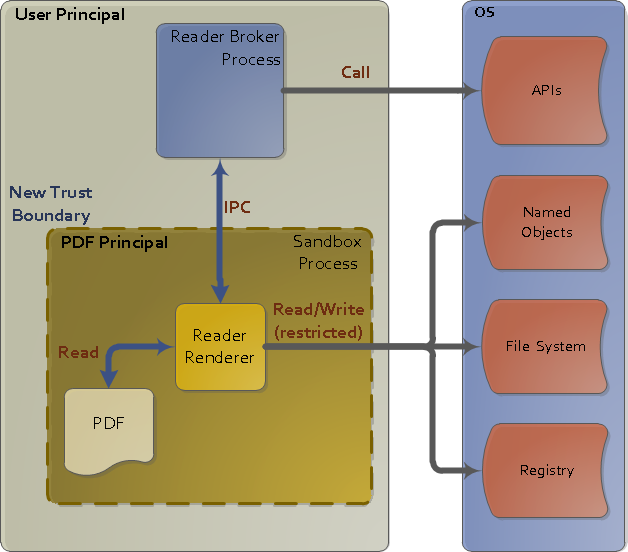 User Principal
OS
Reader Broker
Process
Call
APIs
New Trust
Boundary
IPC
Named
Objects
PDF Principal
Sandbox
Process
Read/Write
(restricted)
Reader
Renderer
Read
File System
PDF
Registry